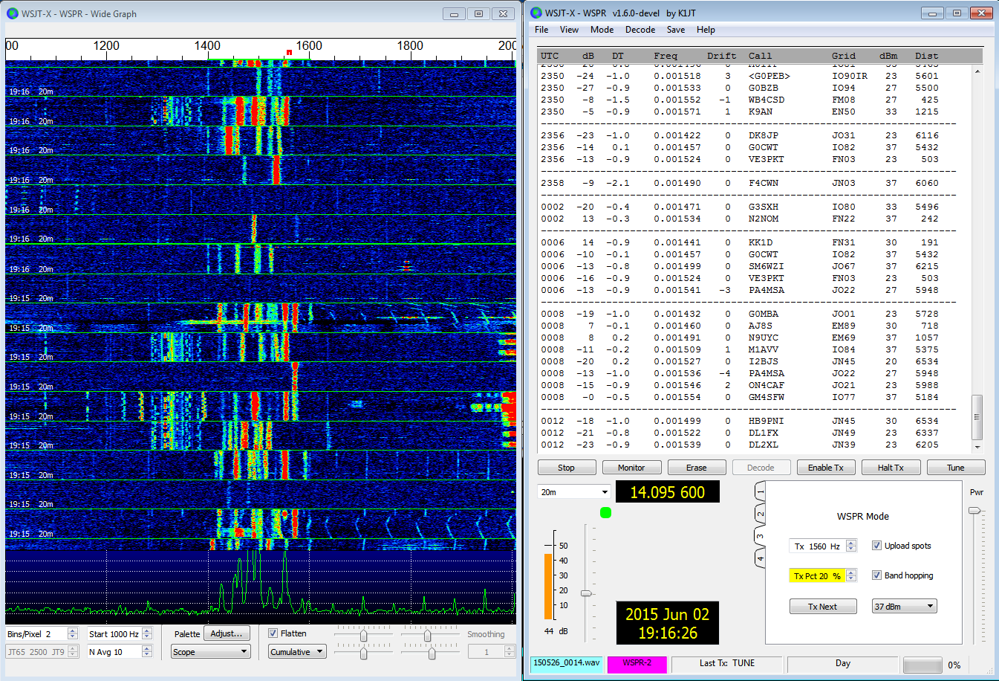 WSJT-X - WSPR - Wide Graph
00 1200 1400 1600 1800 200
19:16 20m
19:16 20m
19:16 20m
19:16 20m
19:16 20m
19:16 20m
19:16 20m
19:15 20m
19:15 20m
19:15 20m
19:15 20m
19:15 20m
19:15 20m
19:15 20m
19:15 20m
19:15 20m
1200 1400 1600 1800
Bins/Pixel 2 Start 1000 Hz Palette Adjust... Flatten Smoothing
JT65 2500 JT9 N Avg 10 Scope Cumulative 1
WSJT-X - WSPR v1.6.0-devel by K1JT
File View Mode Decode Save Help
UTC dB DT Freq Drift Call Grid dBm Dist
2350 -24 -1.0 0.001518 3 <G0PEB> IO90IR 23 5601
2350 -27 -0.9 0.001533 0 G0BZB IO94 27 5500
2350 -8 -1.5 0.001552 -1 WB4CSD FM08 27 425
2350 -5 -0.9 0.001571 1 K9AN EN50 33 1215
2356 -23 -1.0 0.001422 0 DK8JP JO31 23 6116
2356 -14 0.1 0.001457 0 G0CWT IO82 37 5432
2356 -13 -0.9 0.001524 0 VE3PKT FN03 23 503
2358 -9 -2.1 0.001490 0 F4CWN JN03 37 6060
0002 -20 -0.4 0.001471 0 G3SXH IO80 33 5496
0002 13 -0.3 0.001534 0 N2NOM FN22 37 242
0006 14 -0.9 0.001441 0 KK1D FN31 30 191
0006 -10 -0.1 0.001457 0 G0CWT IO82 37 5432
0006 -13 -0.8 0.001499 0 SM6WZI JO67 37 6215
0006 -16 -0.9 0.001524 0 VE3PKT FN03 23 503
0006 -13 -0.9 0.001541 -3 PA4MSA JO22 27 5948
0008 -19 -1.0 0.001432 0 G0MBA JO01 23 5728
0008 7 -0.1 0.001460 0 AJ8S EM89 30 718
0008 8 0.2 0.001491 0 N9UYC EM69 37 1057
0008 -11 -0.2 0.001509 1 M1AVV IO84 37 5375
0008 -20 0.2 0.001527 0 I2BJS JN45 20 6534
0008 -13 -1.0 0.001536 -4 PA4MSA JO22 27 5948
0008 -15 -0.9 0.001546 2 ON4CAF JO21 23 5988
0008 -0 -0.5 0.001554 0 GM4SFW IO77 37 5184
0012 -18 -1.0 0.001499 0 HB9PNI JN45 30 6534
0012 -21 -0.8 0.001522 0 DL1FX JN49 23 6337
0012 -23 -0.9 0.001539 0 DL2XL JN39 23 6205
Stop Monitor Erase Decode Enable Tx Halt Tx Tune
20m 14.095 600
1
2
3
4
Pwr
WSPR Mode
Tx 1560 Hz Upload spots
Tx Pct 20 % Band hopping
Tx Next 37 dBm
50
40
30
20
10
44 dB
2015 Jun 02
19:16:26
150526_0014.wav WSPR-2 Last Tx: TUNE Day 0%